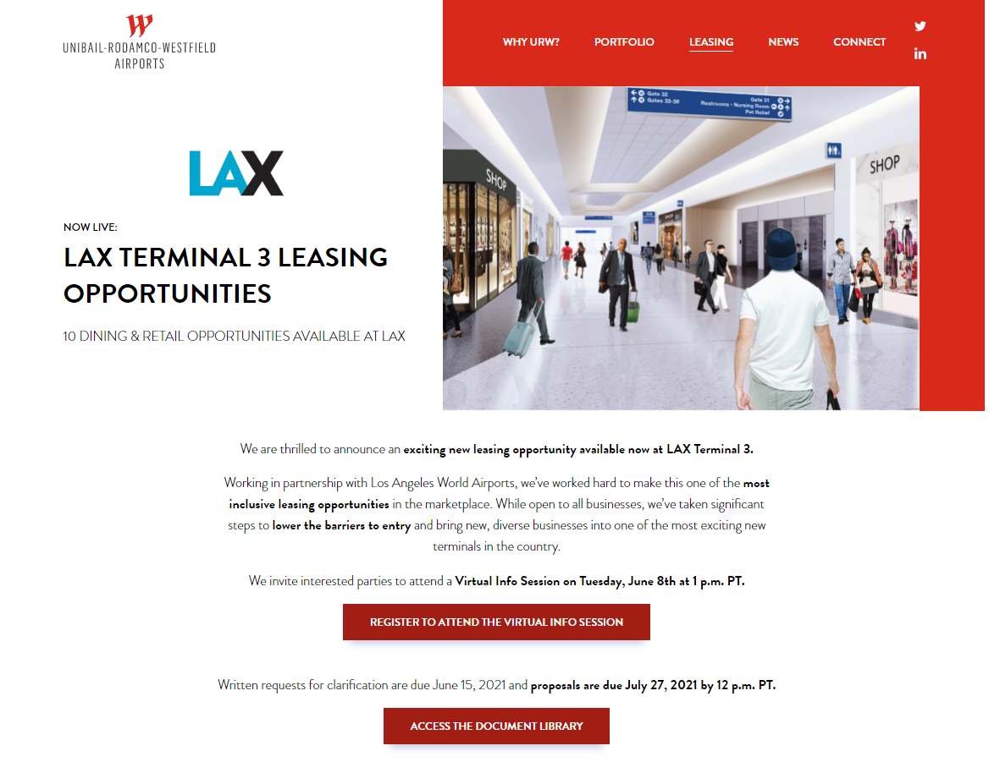 UNIBAIL-RODAMCO-WESTFIELD
AIRPORTS
WHY URW?
PORTFOLIO
LEASING
NEWS
CONNECT
Gate 32
Gates 33-39
Gate 31
Restrooms • Nursing Room
Pet Relief
SHOP
SHOP
SHOP
LAX
NOW LIVE:
LAX TERMINAL 3 LEASING
OPPORTUNITIES
10 DINING & RETAIL OPPORTUNITIES AVAILABLE AT LAX
We are thrilled to announce an exciting new leasing opportunity available now at LAX Terminal 3.
Working in partnership with Los Angeles World Airports, we’ve worked hard to make this one of the most
inclusive leasing opportunities in the marketplace. While open to all businesses, we’ve taken significant
steps to lower the barriers to entry and bring new, diverse businesses into one of the most exciting new
terminals in the country.
We invite interested parties to attend a Virtual Info Session on Tuesday, June 8th at 1 p.m. PT.
REGISTER TO ATTEND THE VIRTUAL INFO SESSION
Written requests for clarification are due June 15, 2021 and proposals are due July 27, 2021 by 12 p.m. PT.
ACCESS THE DOCUMENT LIBRARY